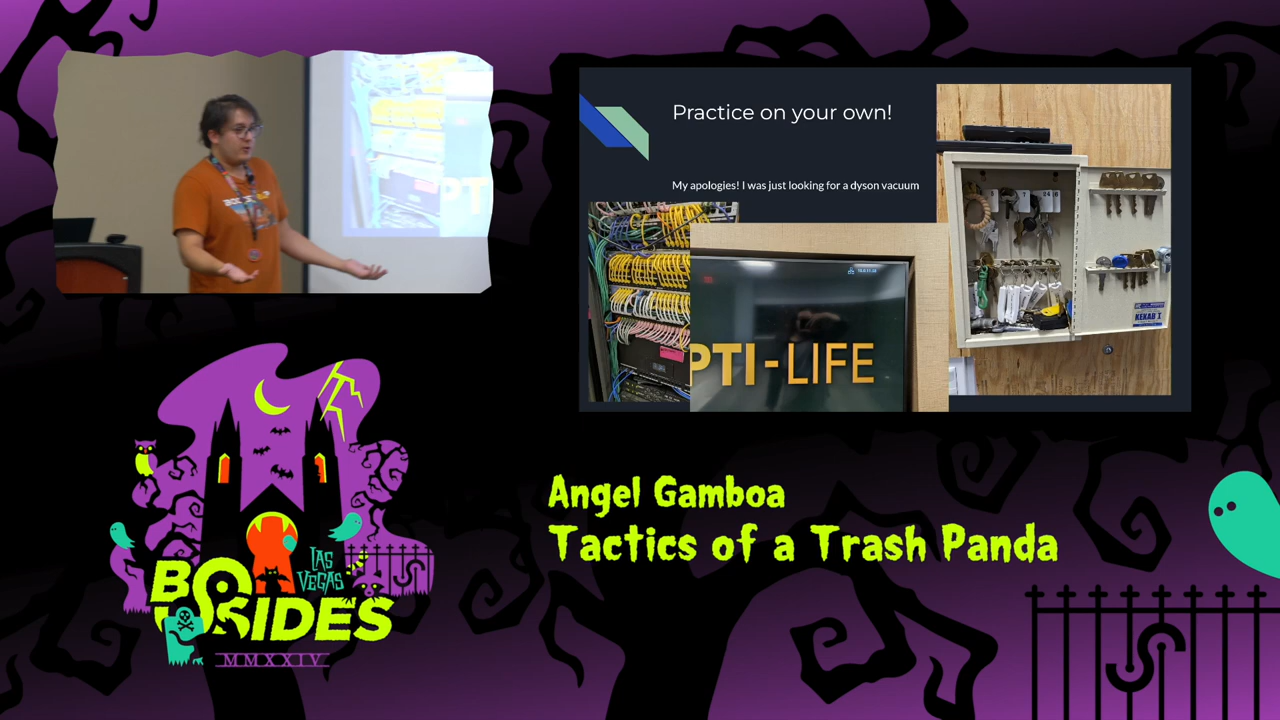 Practice on your own!
My apologies! I was just looking for a dyson vacuum
PTI-LIFE
KEKAB I
Angel Gamboa
Tactics of a Trash Panda
LAS
VEGAS
BSIDES
MMXXIV